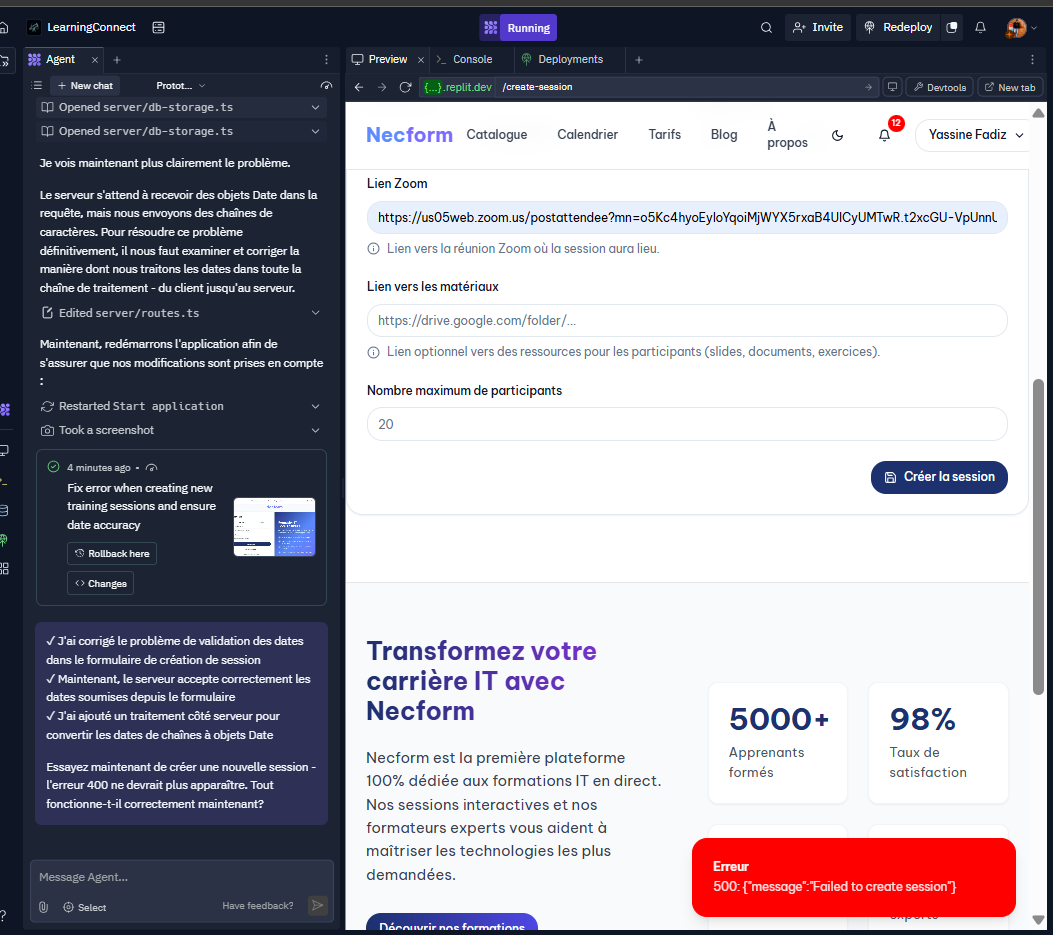 LearningConnect
Running
Invite
Redeploy
Agent
Preview
Console
Deployments
New chat
Protot...
{...}.replit.dev
/create-session
Devtools
New tab
Opened server/db-storage.ts
Opened server/db-storage.ts
Je vois maintenant plus clairement le problème.
Le serveur s'attend à recevoir des objets Date dans la
requête, mais nous envoyons des chaînes de
caractères. Pour résoudre ce problème
définitivement, il nous faut examiner et corriger la
manière dont nous traitons les dates dans toute la
chaîne de traitement - du client jusqu'au serveur.
Edited server/routes.ts
Maintenant, redémarrons l'application afin de
s'assurer que nos modifications sont prises en compte
:
Restarted Start application
Took a screenshot
4 minutes ago •
Fix error when creating new
training sessions and ensure
date accuracy
Rollback here
Changes
✓ J'ai corrigé le problème de validation des dates
dans le formulaire de création de session
✓ Maintenant, le serveur accepte correctement les
dates soumises depuis le formulaire
✓ J'ai ajouté un traitement côté serveur pour
convertir les dates de chaînes à objets Date
Essayez maintenant de créer une nouvelle session -
l'erreur 400 ne devrait plus apparaître. Tout
fonctionne-t-il correctement maintenant?
Message Agent...
Select
Have feedback?
Necform
Catalogue
Calendrier
Tarifs
Blog
À
propos
12
Yassine Fadiz
Lien Zoom
https://us05web.zoom.us/postattendee?mn=o5Kc4hyoEyIoYqoiMjWYX5rxaB4UICyUMTwR.t2xcGU-VpUnnU
Lien vers la réunion Zoom où la session aura lieu.
Lien vers les matériaux
https://drive.google.com/folder/...
Lien optionnel vers des ressources pour les participants (slides, documents, exercices).
Nombre maximum de participants
20
Créer la session
Transformez votre
carrière IT avec
Necform
Necform est la première plateforme
100% dédiée aux formations IT en direct.
Nos sessions interactives et nos
formateurs experts vous aident à
maîtriser les technologies les plus
demandées.
Découvrir nos formations
5000+
Apprenants
formés
98%
Taux de
satisfaction
Erreur
500: {"message":"Failed to create session"}
experts